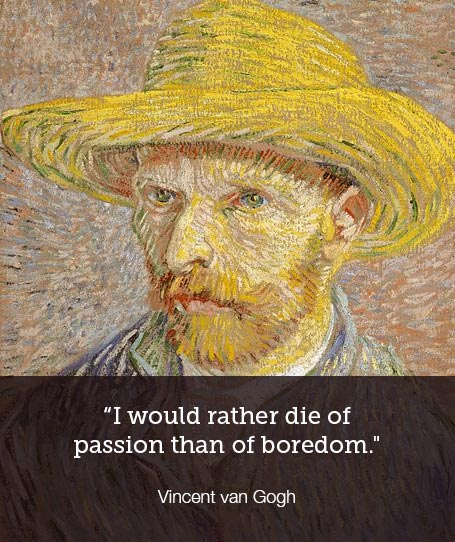 “I would rather die of
passion than of boredom."
Vincent van Gogh